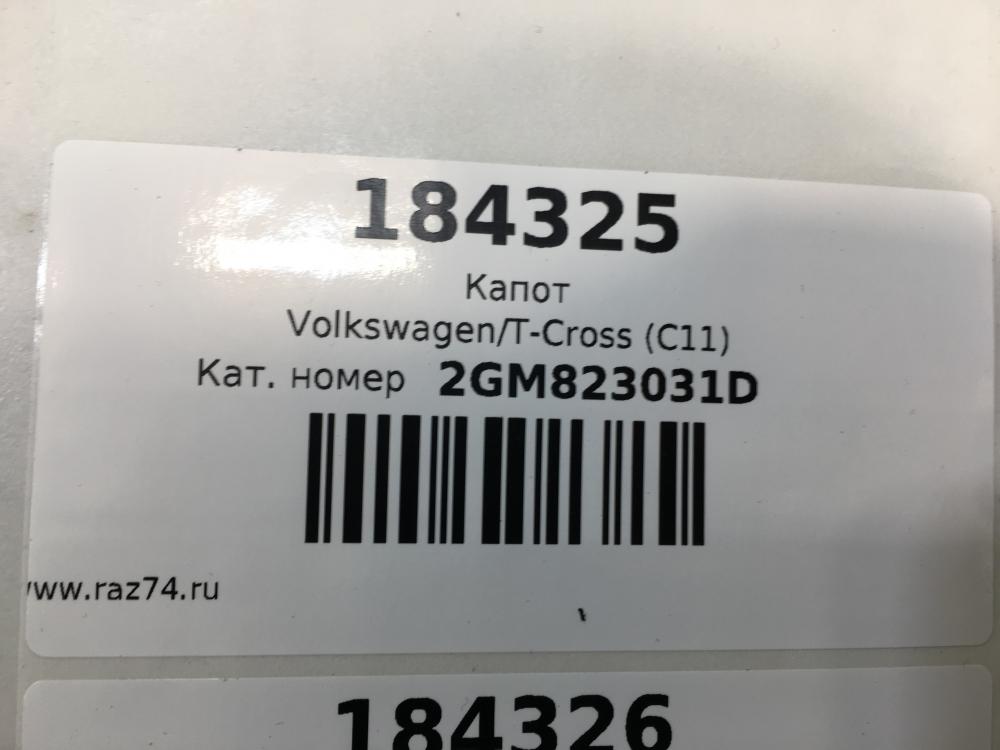 184325
Капот
Volkswagen/T-Cross (C11)
Кат. номер 2GM823031D
www.raz74.ru
184326